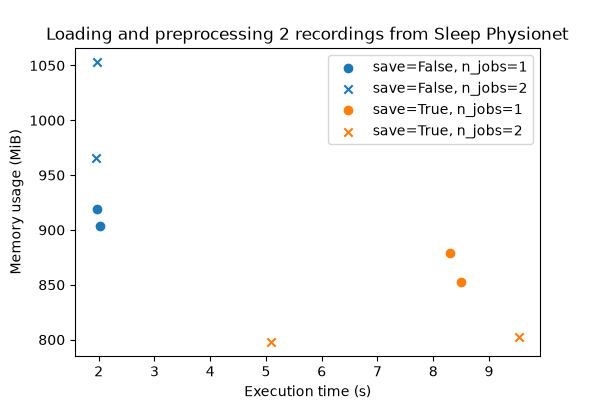 Loading and preprocessing 2 recordings from Sleep Physionet
Memory usage (MiB)
1050
1000
950
900
850
800
save=False, n_jobs=1
save=False, n_jobs=2
save=True, n_jobs=1
save=True, n_jobs=2
2 3 4 5 6 7 8 9
Execution time (s)